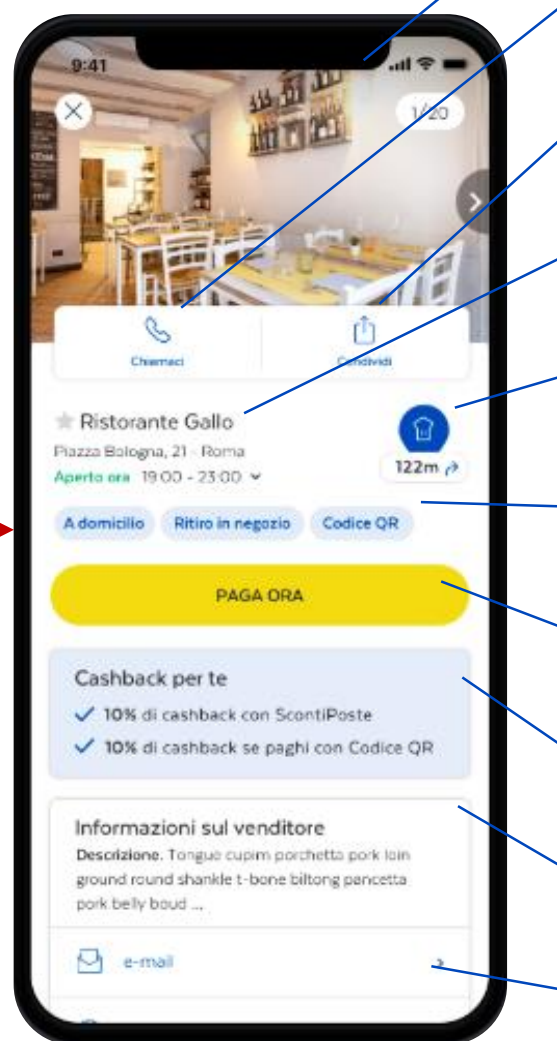 9:41
1/20
Chiamaci
Condividi
Ristorante Gallo
Piazza Bologna, 21 - Roma
Aperto ora 19:00 - 23:00
122m
A domicilio Ritiro in negozio Codice QR
PAGA ORA
Cashback per te
10% di cashback con ScontiPoste
10% di cashback se paghi con Codice QR
Informazioni sul venditore
Descrizione. Tongue cupim porchetta pork loin
ground round shankle t-bone biltong pancetta
pork belly boud ...
e-mail